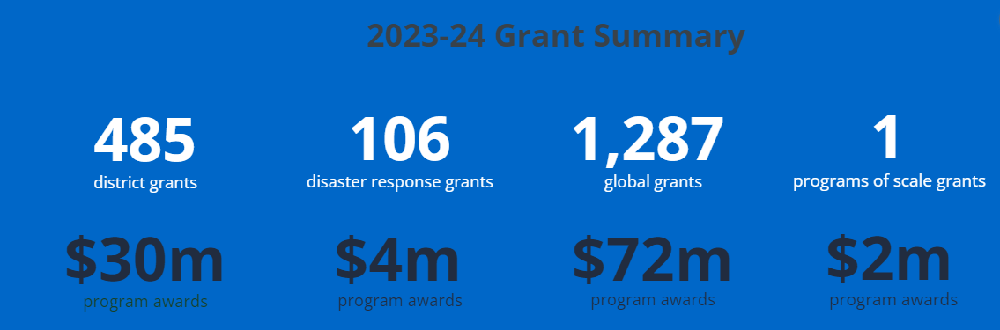 2023-24 Grant Summary
485 106 1,287 1
district grants disaster response grants global grants programs of scale grants
$30m $4m $72m $2m
program awards program awards program awards program awards